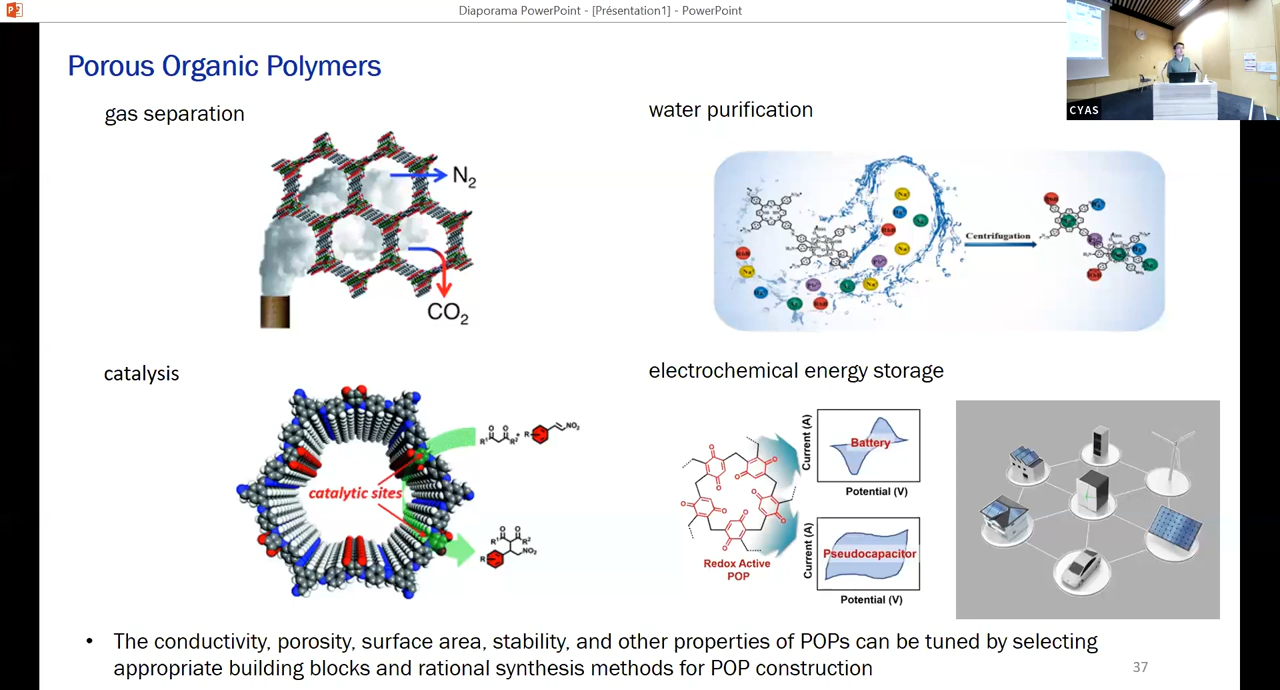 Diaporama PowerPoint - [Présentation1] - PowerPoint
CYAS
Porous Organic Polymers
gas separation
N2
CO2
water purification
Centrifugation
catalysis
catalytic sites
NO2
NO2
electrochemical energy storage
Redox Active
POP
Current (A)
Battery
Potential (V)
Current (A)
Pseudocapacitor
Potential (V)
• The conductivity, porosity, surface area, stability, and other properties of POPs can be tuned by selecting
appropriate building blocks and rational synthesis methods for POP construction
37